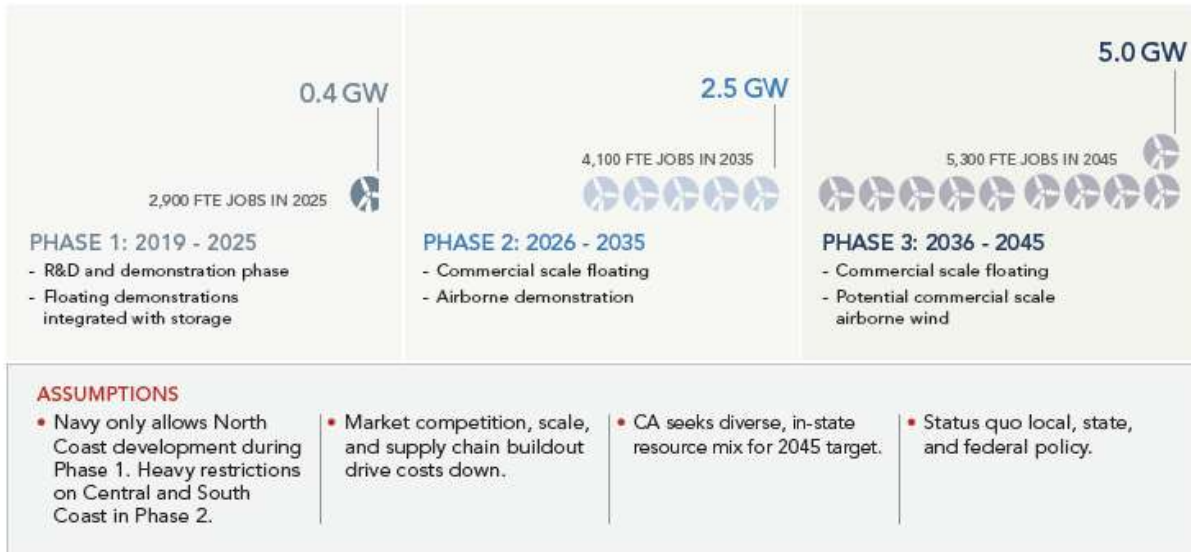 0.4 GW
2,900 FTE JOBS IN 2025
PHASE 1: 2019 - 2025
- R&D and demonstration phase
- Floating demonstrations
integrated with storage
2.5 GW
4,100 FTE JOBS IN 2035
PHASE 2: 2026 - 2035
- Commercial scale floating
- Airborne demonstration
5.0 GW
5,300 FTE JOBS IN 2045
PHASE 3: 2036 - 2045
- Commercial scale floating
- Potential commercial scale
airborne wind
ASSUMPTIONS
• Navy only allows North
Coast development during
Phase 1. Heavy restrictions
on Central and South
Coast in Phase 2.
• Market competition, scale,
and supply chain buildout
drive costs down.
• CA seeks diverse, in-state
resource mix for 2045 target.
• Status quo local, state,
and federal policy.